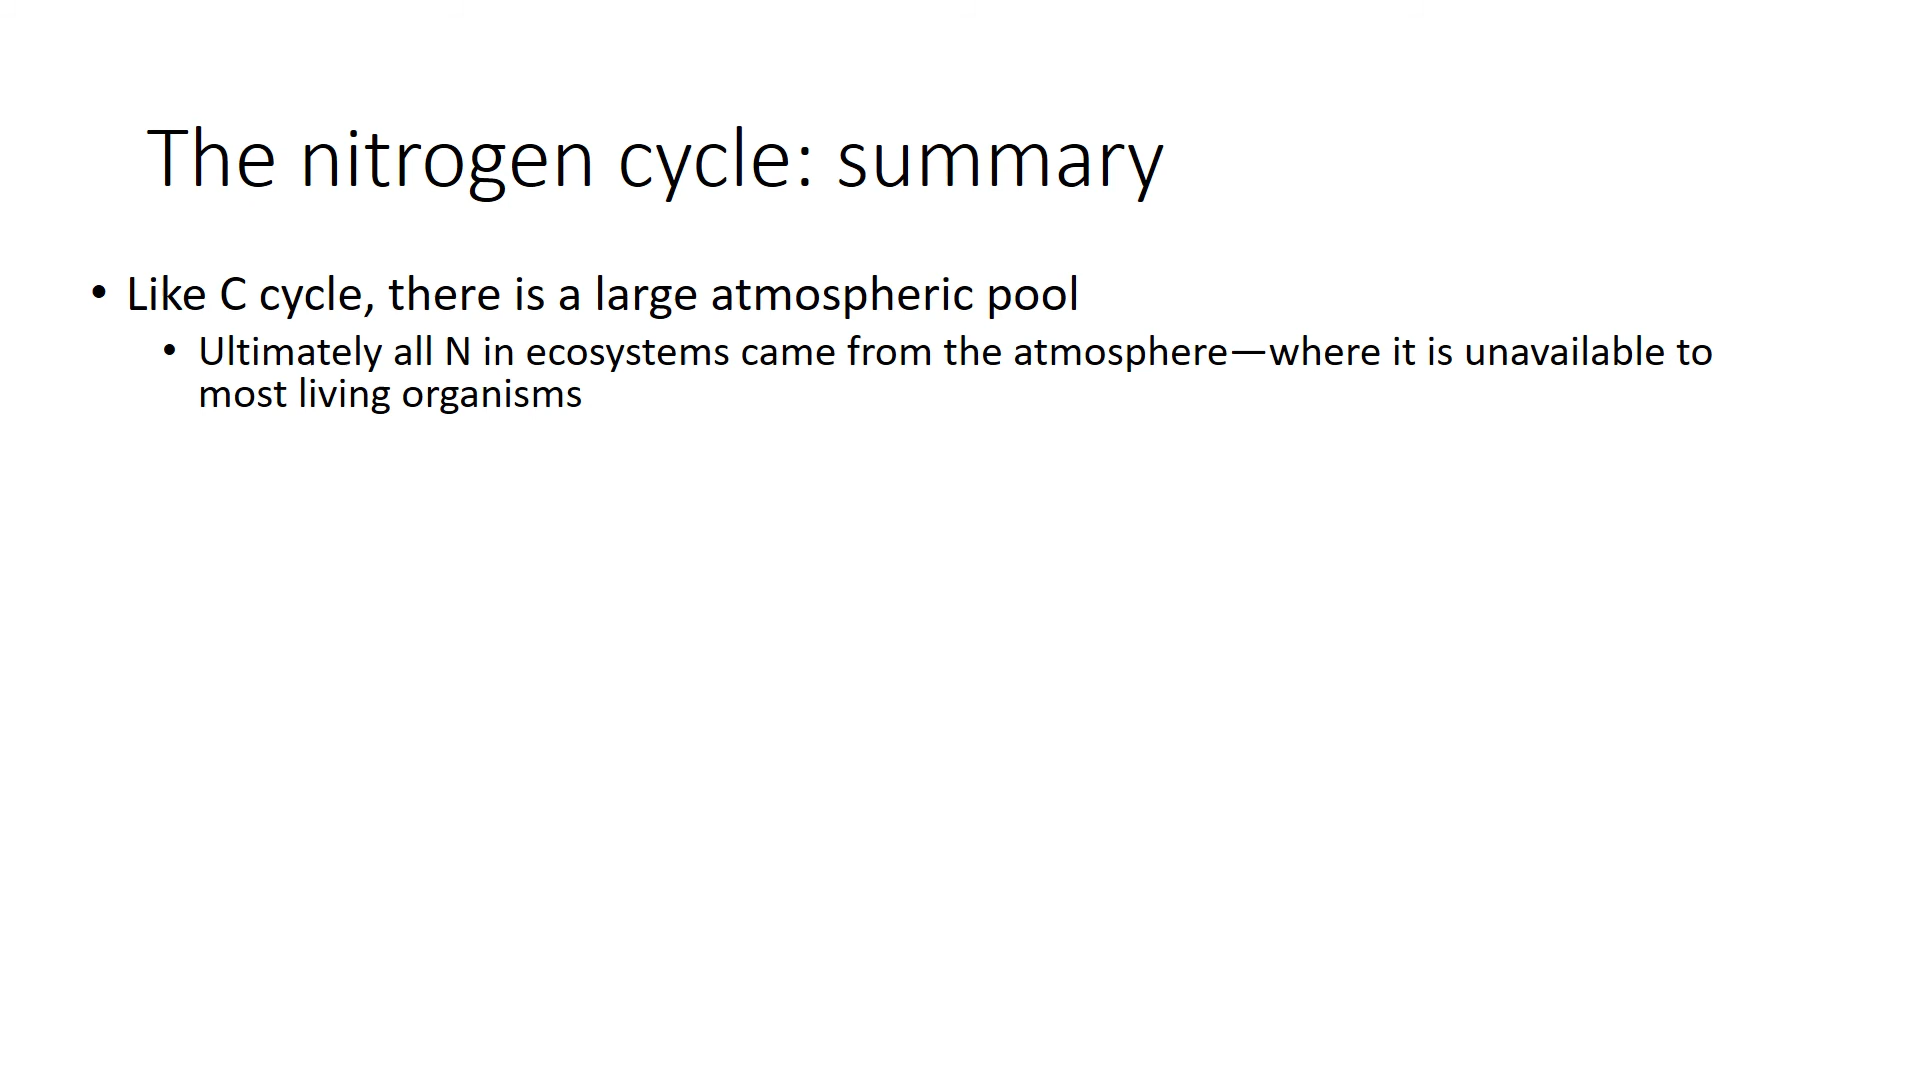 The nitrogen cycle: summary
• Like C cycle, there is a large atmospheric pool
• Ultimately all N in ecosystems came from the atmosphere—where it is unavailable to
most living organisms